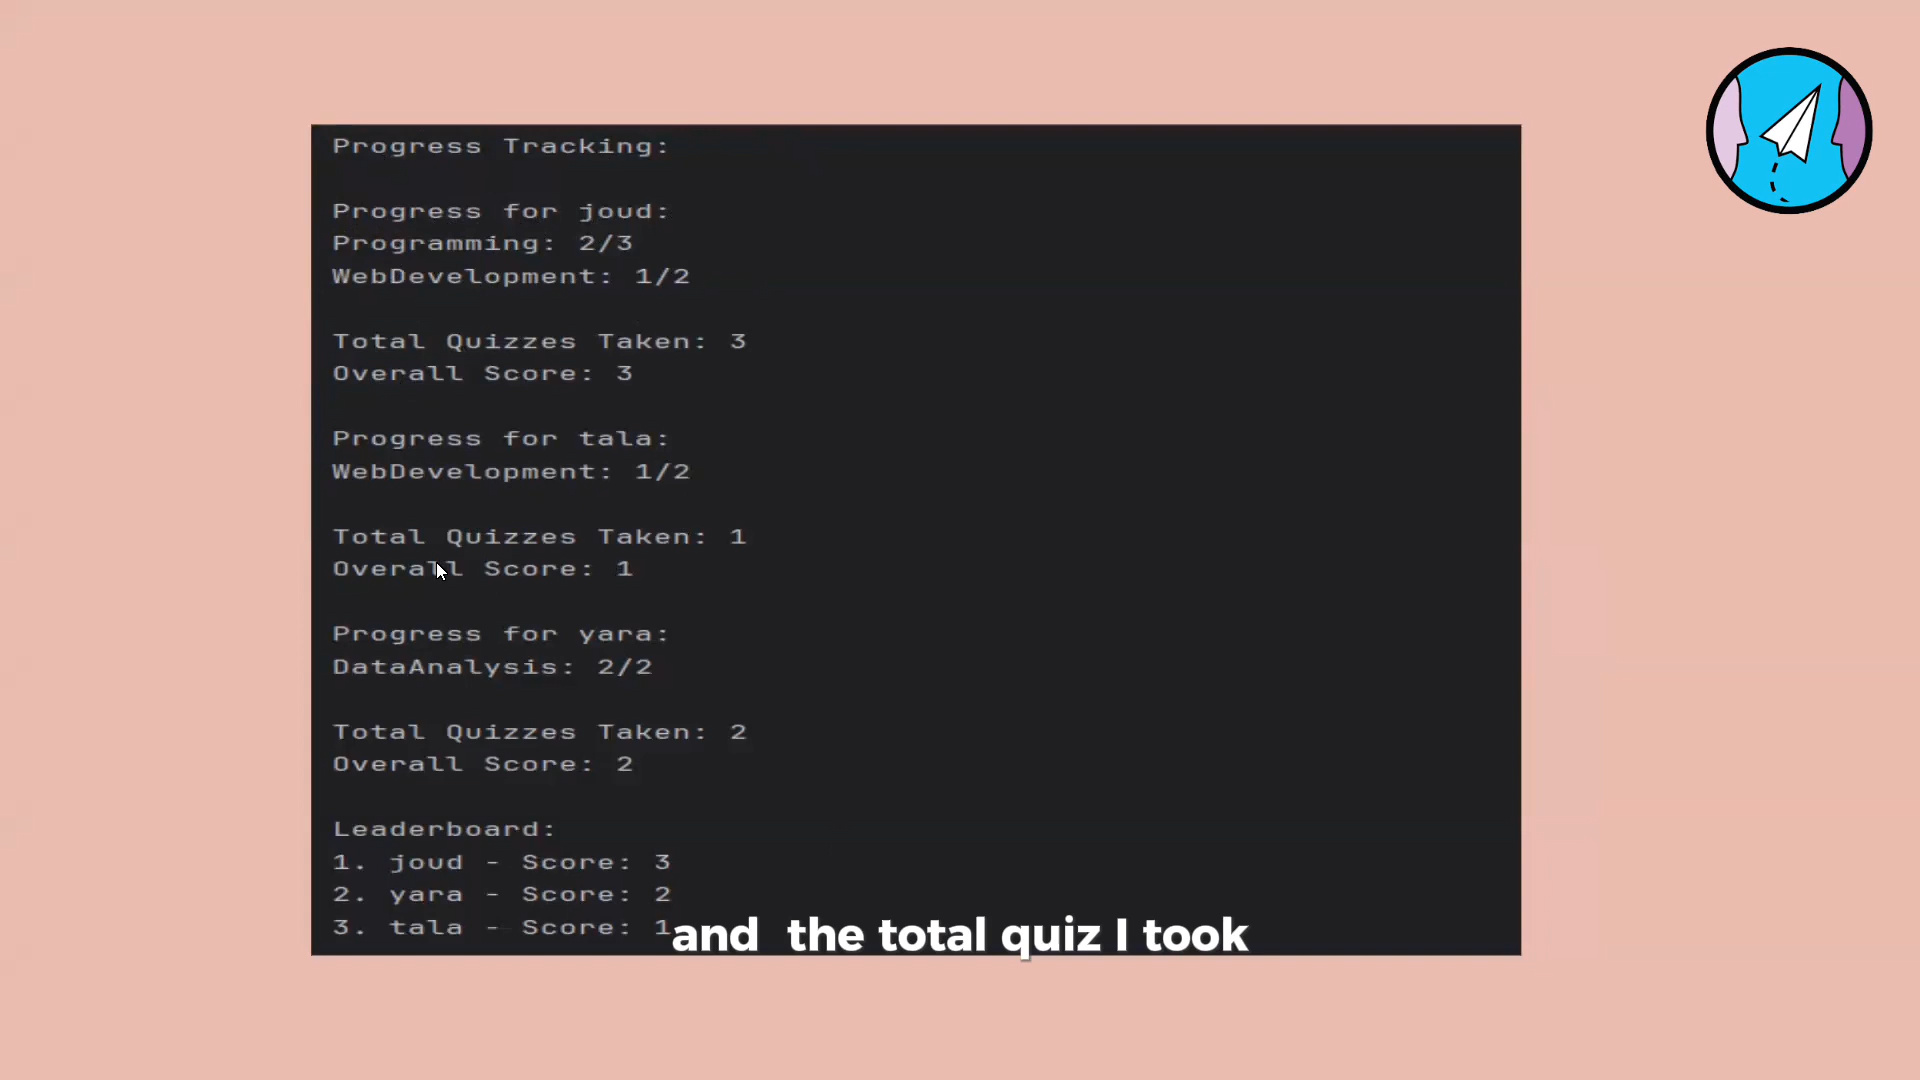 Progress Tracking:
Progress for joud:
Programming: 2/3
WebDevelopment: 1/2
Total Quizzes Taken: 3
Overall Score: 3
Progress for tala:
WebDevelopment: 1/2
Total Quizzes Taken: 1
Overall Score: 1
Progress for yara:
DataAnalysis: 2/2
Total Quizzes Taken: 2
Overall Score: 2
Leaderboard:
1. joud - Score: 3
2. yara - Score: 2
3. tala - Score: 1
and the total quiz I took